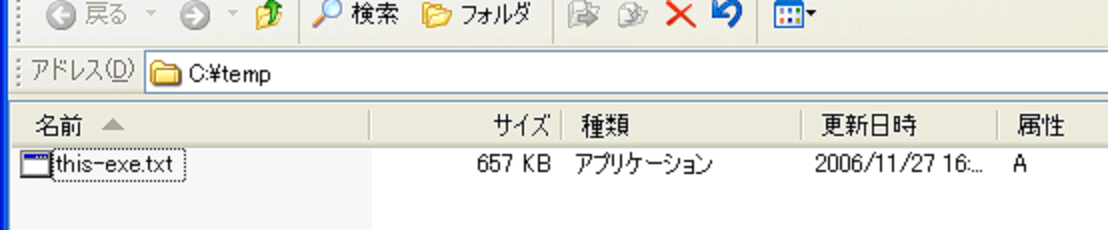 戻る 検索 フォルダ
アドレス(D) C:¥temp
名前 サイズ 種類 更新日時 属性
this-exe.txt 657 KB アプリケーション 2006/11/27 16:... A